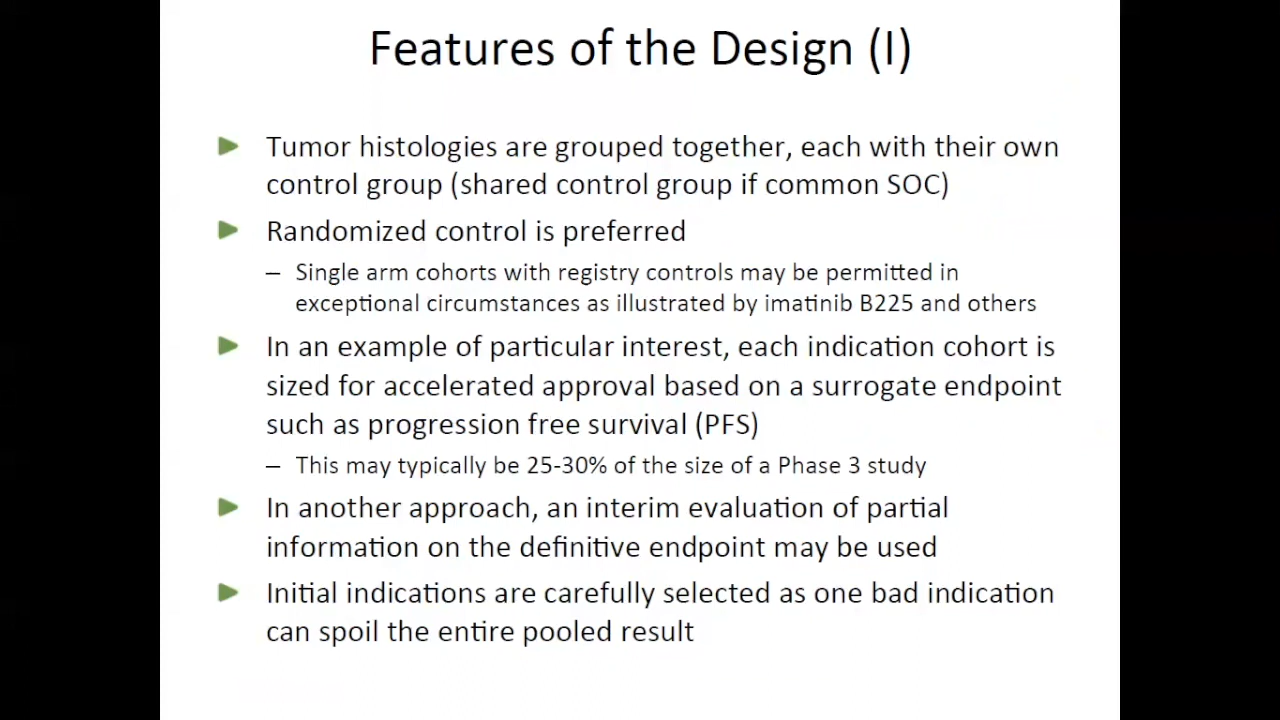 Features of the Design (I)
Tumor histologies are grouped together, each with their own
control group (shared control group if common SOC)
Randomized control is preferred
– Single arm cohorts with registry controls may be permitted in
exceptional circumstances as illustrated by imatinib B225 and others
In an example of particular interest, each indication cohort is
sized for accelerated approval based on a surrogate endpoint
such as progression free survival (PFS)
– This may typically be 25-30% of the size of a Phase 3 study
In another approach, an interim evaluation of partial
information on the definitive endpoint may be used
Initial indications are carefully selected as one bad indication
can spoil the entire pooled result